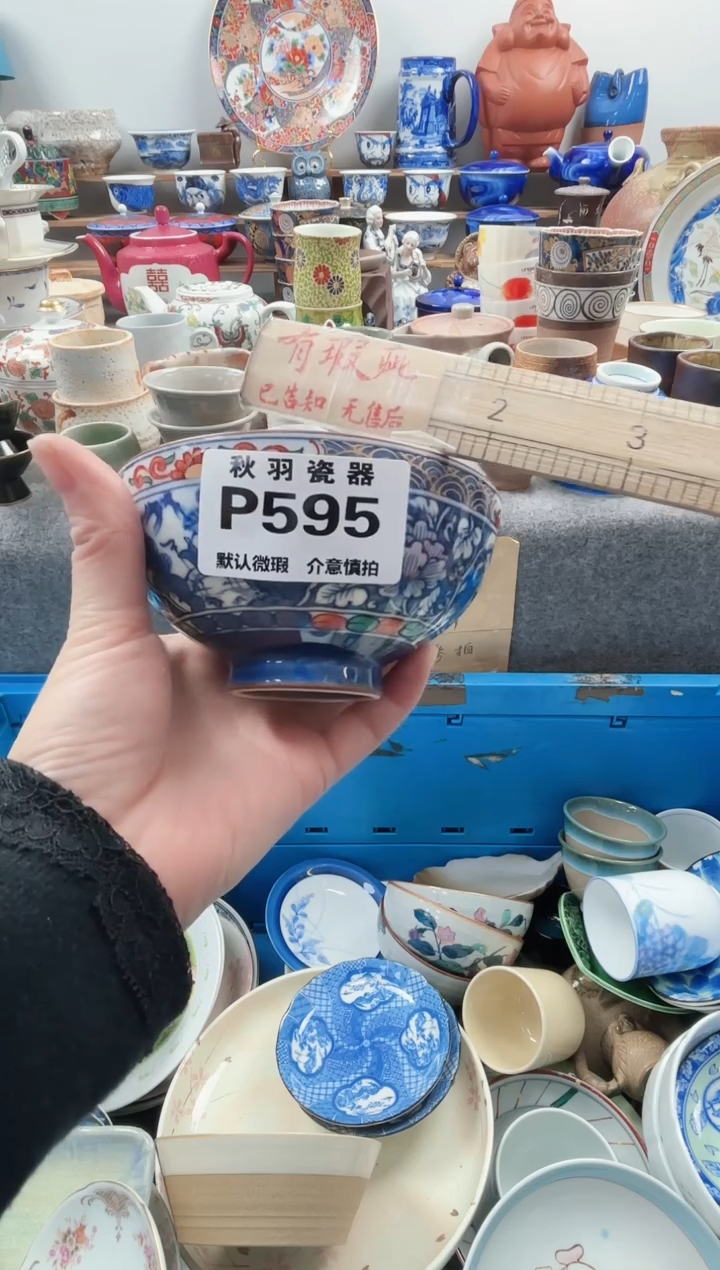 有瑕疵
已告知 无售后
2 3
秋羽瓷器
P595
默认微瑕 介意慎拍
囍
拍